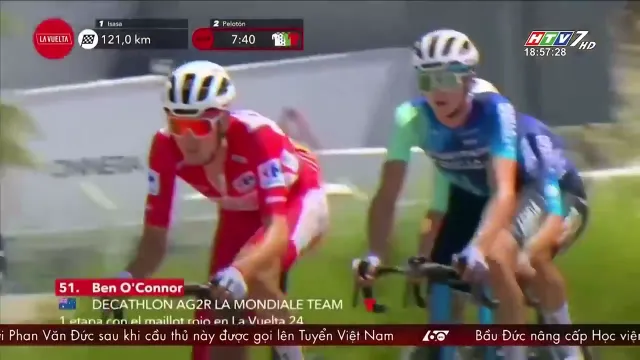 LA VUELTA
1 Isasa
121,0 km
2 Pelotón
7:40
HTV7 HD
18:57:28
51. Ben O'Connor
DECATHLON AG2R LA MONDIALE TEAM
1 etapa con el maillot rojo en La Vuelta 24
i Phan Văn Đức sau khi cầu thủ này được gọi lên Tuyển Việt Nam
60
Bầu Đức nâng cấp Học việ